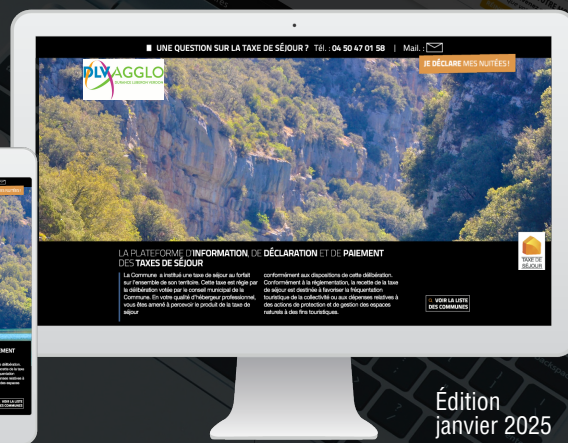 UNE QUESTION SUR LA TAXE DE SÉJOUR ? Tél. : 04 50 47 01 58 | Mail. :
JE DÉCLARE MES NUITÉES !
DLVAGGLO
LA PLATEFORME D'INFORMATION, DE DÉCLARATION ET DE PAIEMENT
DES TAXES DE SÉJOUR
La Commune a institué une taxe de séjour au forfait
sur l'ensemble de son territoire. Cette taxe est régie par
la délibération votée par le conseil municipal de la
Commune. En votre qualité d'hébergeur professionnel,
vous êtes amené à percevoir le produit de la taxe de
séjour
conformément aux dispositions de cette délibération.
Conformément à la réglementation, la recette de la taxe
de séjour est destinée à favoriser la fréquentation
touristique de la collectivité ou aux dépenses relatives à
des actions de protection et de gestion des espaces
naturels à des fins touristiques.
TAXE DE
SÉJOUR
VOIR LA LISTE
DES COMMUNES
Édition
janvier 2025